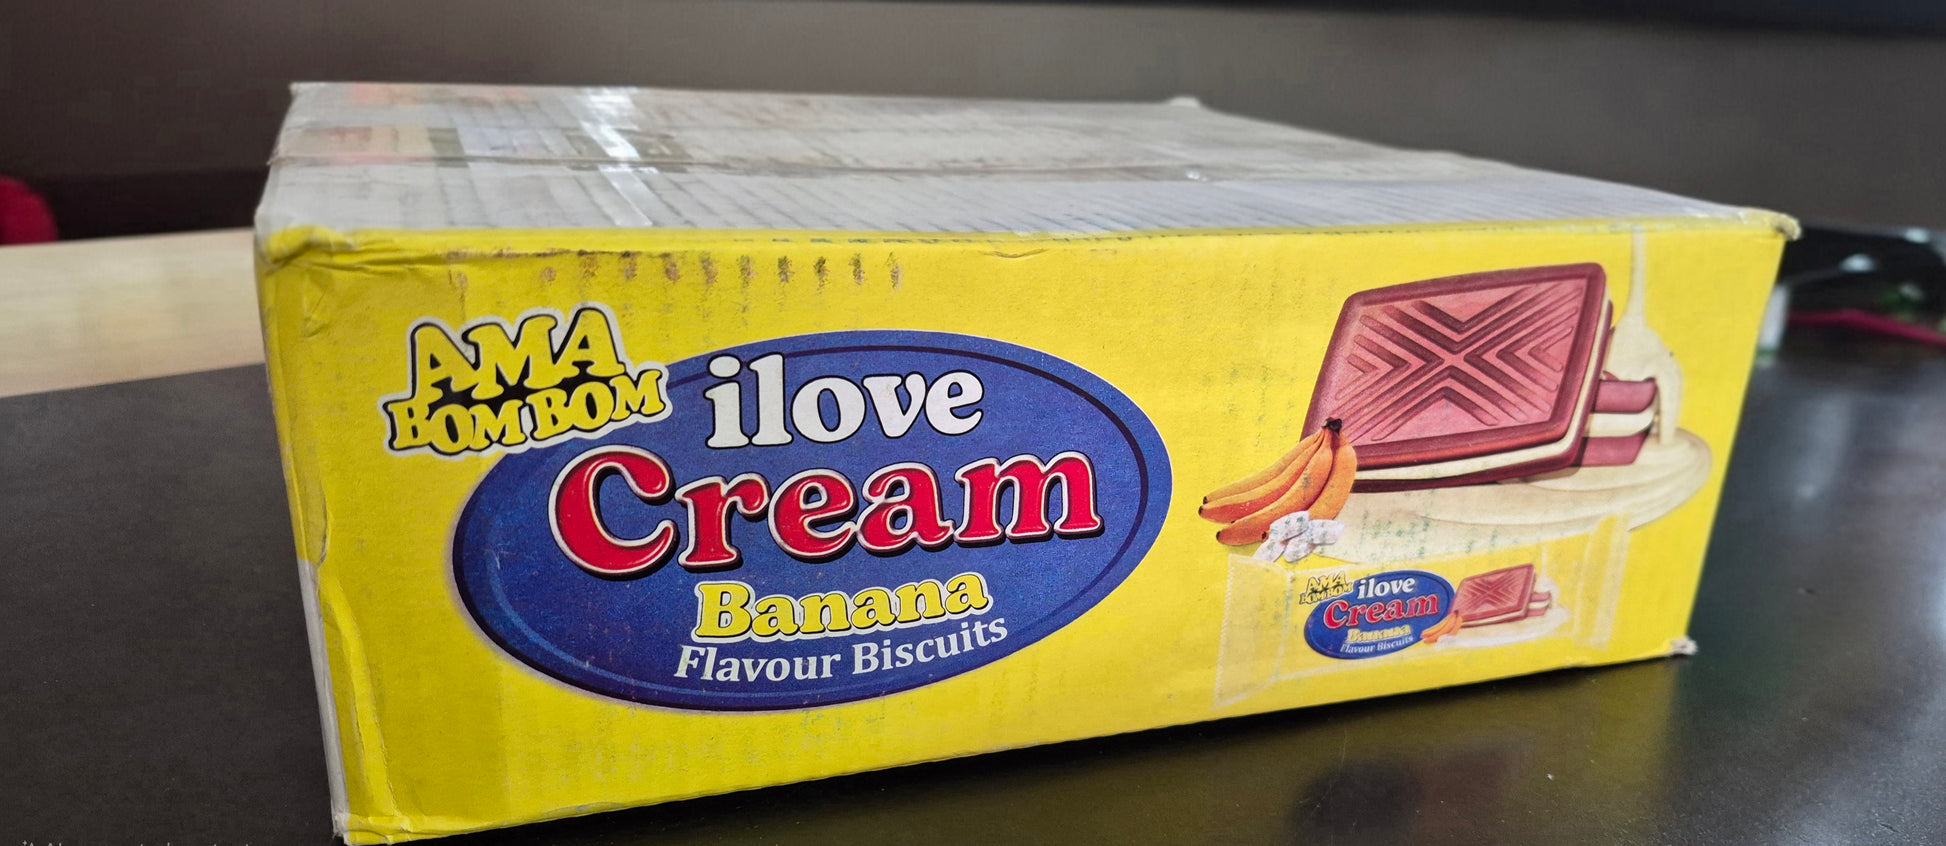 AMA
BOM BOM
ilove
Cream
Banana
Flavour Biscuits
AMA
BOM BOM
ilove
Cream
Banana
Flavour Biscuits